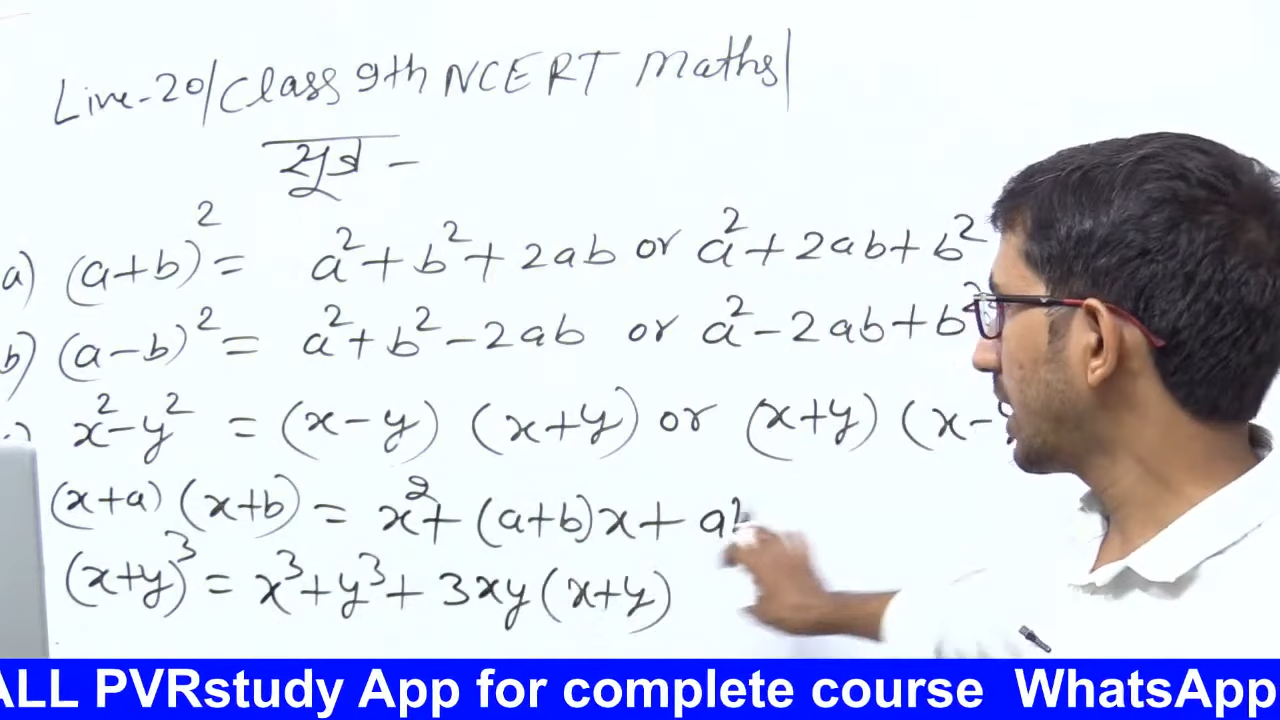 Live-20/Class 9th NCERT Maths|
सूत्र -
a) (a+b)² = a²+b²+2ab or a²+2ab+b²
b) (a-b)² = a²+b²-2ab or a²-2ab+b²
x²-y² = (x-y) (x+y) or (x+y) (x-y
(x+a) (x+b) = x²+(a+b)x+ab
(x+y)³ = x³+y³+3xy(x+y)
ALL PVRstudy App for complete course WhatsApp